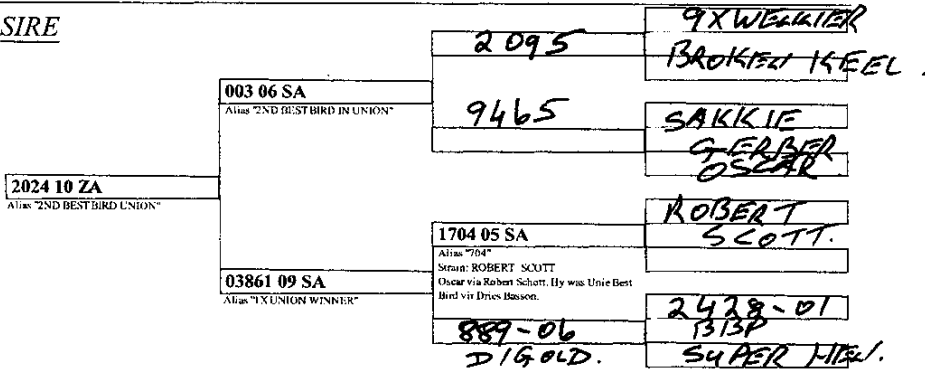 SIRE
9XWENNIER
2095
BROKEN KEEL.
003 06 SA
Alias "2ND BEST BIRD IN UNION"
9465
SAKKIE
GERBER
OSCAR
2024 10 ZA
Alias "2ND BEST BIRD UNION"
ROBERT
SCOTT.
1704 05 SA
Alias "704"
Strain: ROBERT SCOTT
Oscar via Robert Schott. Hy was Unie Best
Bird vir Dries Basson.
03861 09 SA
Alias "1X UNION WINNER"
2428-01
889-06
BBP
D/GOLD.
SUPER HEN.